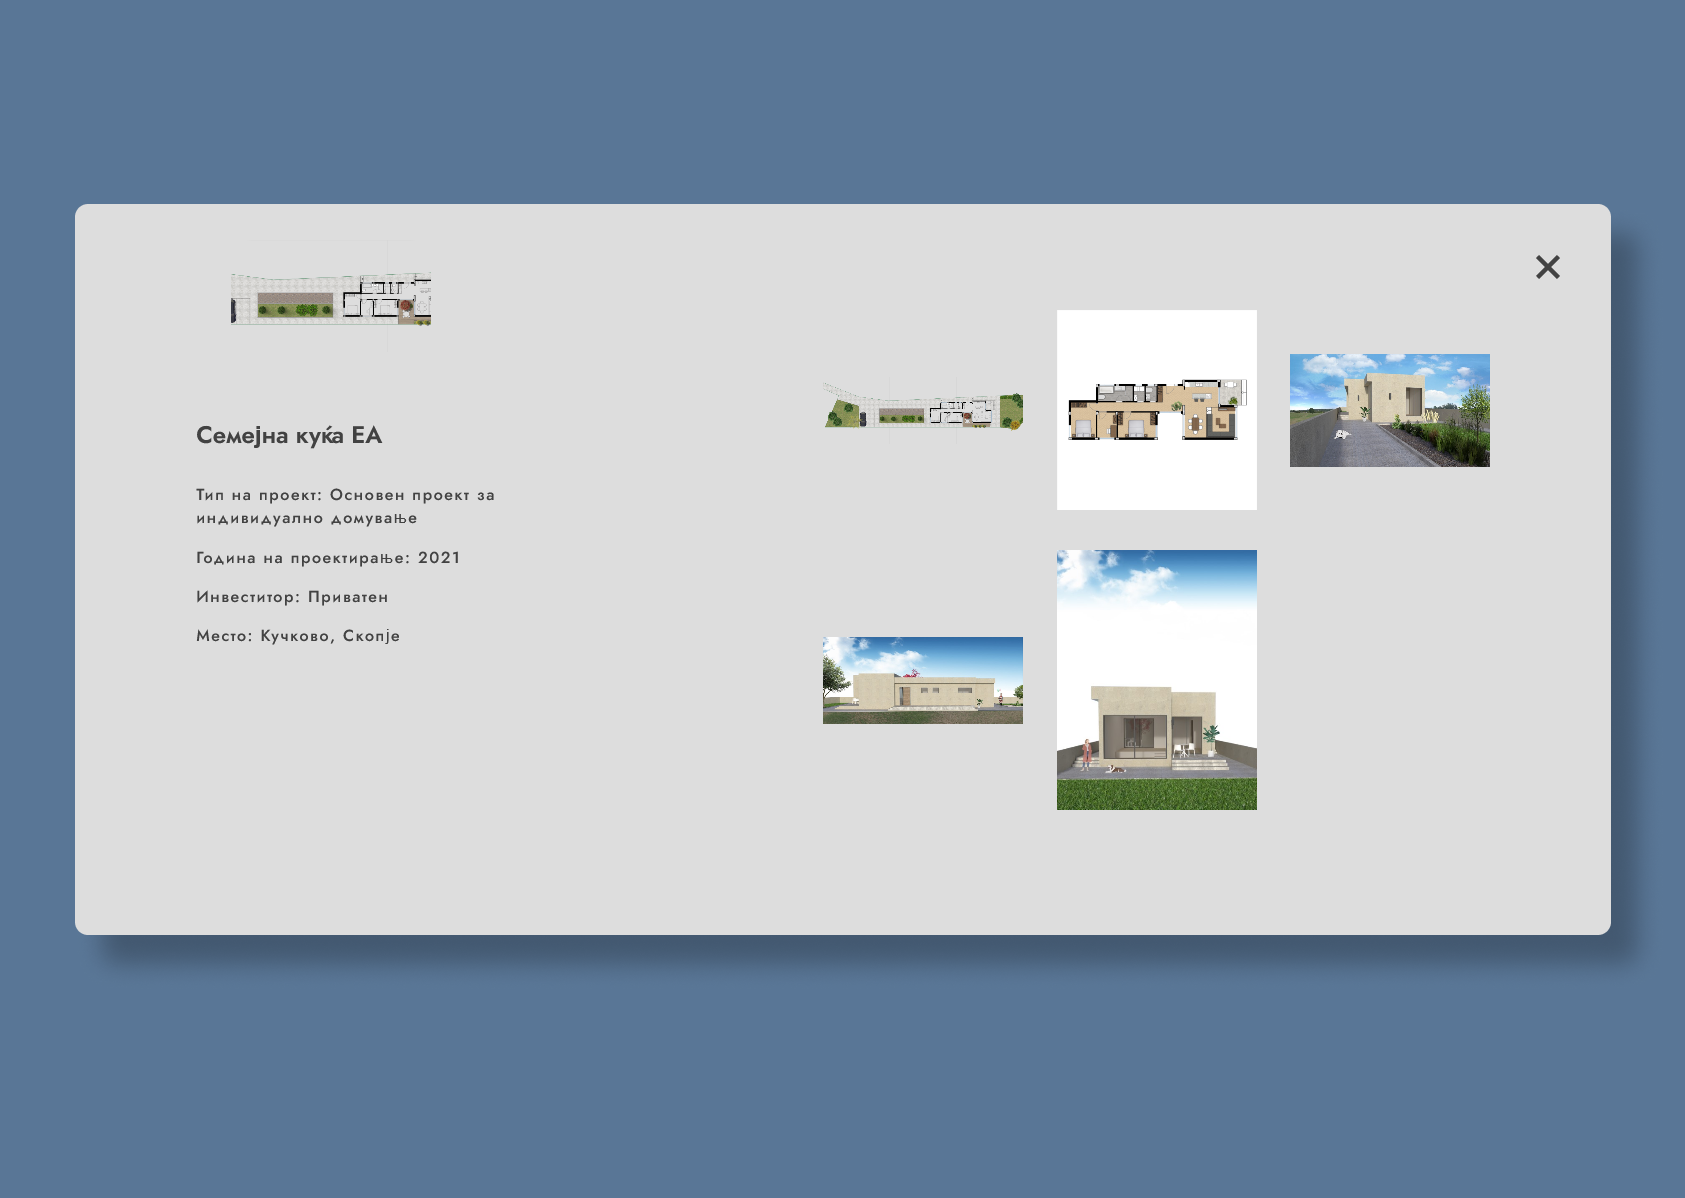 Семејна куќа ЕА
Тип на проект: Основен проект за
индивидуално домување
Година на проектирање: 2021
Инвеститор: Приватен
Место: Кучково, Скопје